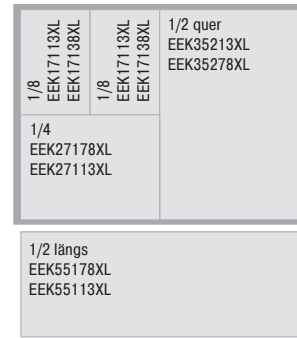 1/8
EEK17113XL
EEK17138XL
1/8
EEK17113XL
EEK17138XL
1/2 quer
EEK35213XL
EEK35278XL
1/4
EEK27178XL
EEK27113XL
1/2 längs
EEK55178XL
EEK55113XL